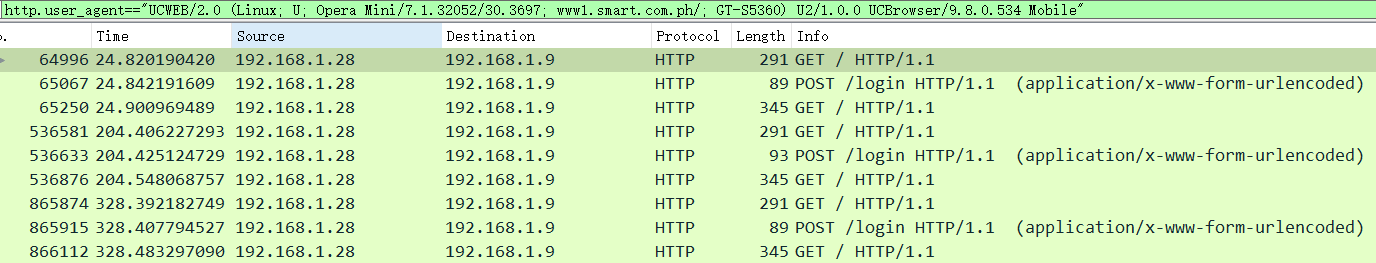 http.user_agent=="UCWEB/2.0 (Linux; U; Opera Mini/7.1.32052/30.3697; www1.smart.com.ph/; GT-S5360) U2/1.0.0 UCBrowser/9.8.0.534 Mobile"
. Time Source Destination Protocol Length Info
64996 24.820190420 192.168.1.28 192.168.1.9 HTTP 291 GET / HTTP/1.1
65067 24.842191609 192.168.1.28 192.168.1.9 HTTP 89 POST /login HTTP/1.1 (application/x-www-form-urlencoded)
65250 24.900969489 192.168.1.28 192.168.1.9 HTTP 345 GET / HTTP/1.1
536581 204.406227293 192.168.1.28 192.168.1.9 HTTP 291 GET / HTTP/1.1
536633 204.425124729 192.168.1.28 192.168.1.9 HTTP 93 POST /login HTTP/1.1 (application/x-www-form-urlencoded)
536876 204.548068757 192.168.1.28 192.168.1.9 HTTP 345 GET / HTTP/1.1
865874 328.392182749 192.168.1.28 192.168.1.9 HTTP 291 GET / HTTP/1.1
865915 328.407794527 192.168.1.28 192.168.1.9 HTTP 89 POST /login HTTP/1.1 (application/x-www-form-urlencoded)
866112 328.483297090 192.168.1.28 192.168.1.9 HTTP 345 GET / HTTP/1.1